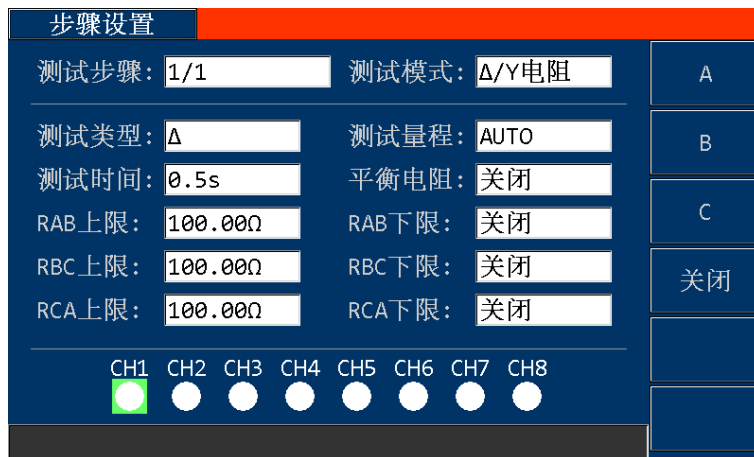 步骤设置
测试步骤: 1/1 测试模式: Δ/Y电阻
测试类型: Δ 测试量程: AUTO
测试时间: 0.5s 平衡电阻: 关闭
RAB上限: 100.00Ω RAB下限: 关闭
RBC上限: 100.00Ω RBC下限: 关闭
RCA上限: 100.00Ω RCA下限: 关闭
CH1 CH2 CH3 CH4 CH5 CH6 CH7 CH8
A
B
C
关闭